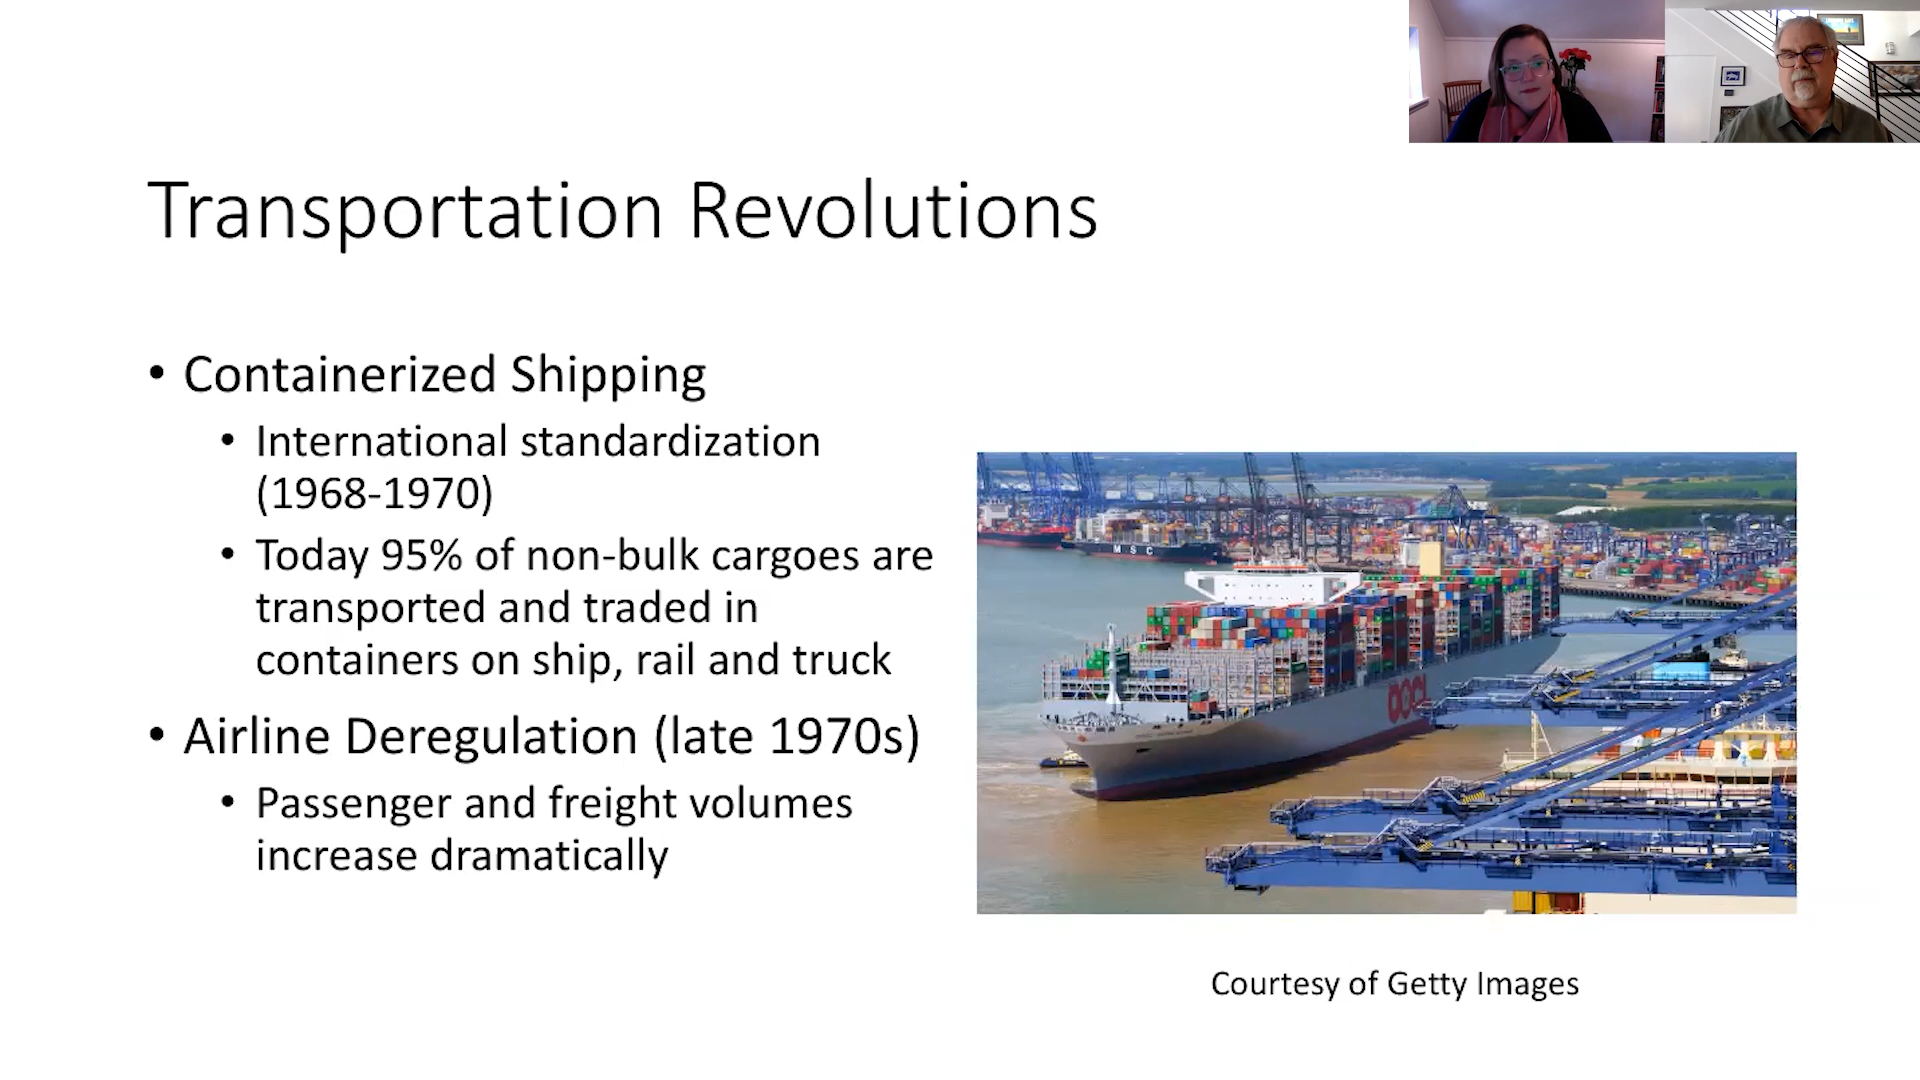 Transportation Revolutions
• Containerized Shipping
• International standardization
(1968-1970)
• Today 95% of non-bulk cargoes are
transported and traded in
containers on ship, rail and truck
• Airline Deregulation (late 1970s)
• Passenger and freight volumes
increase dramatically
MSC
OOCL
Courtesy of Getty Images